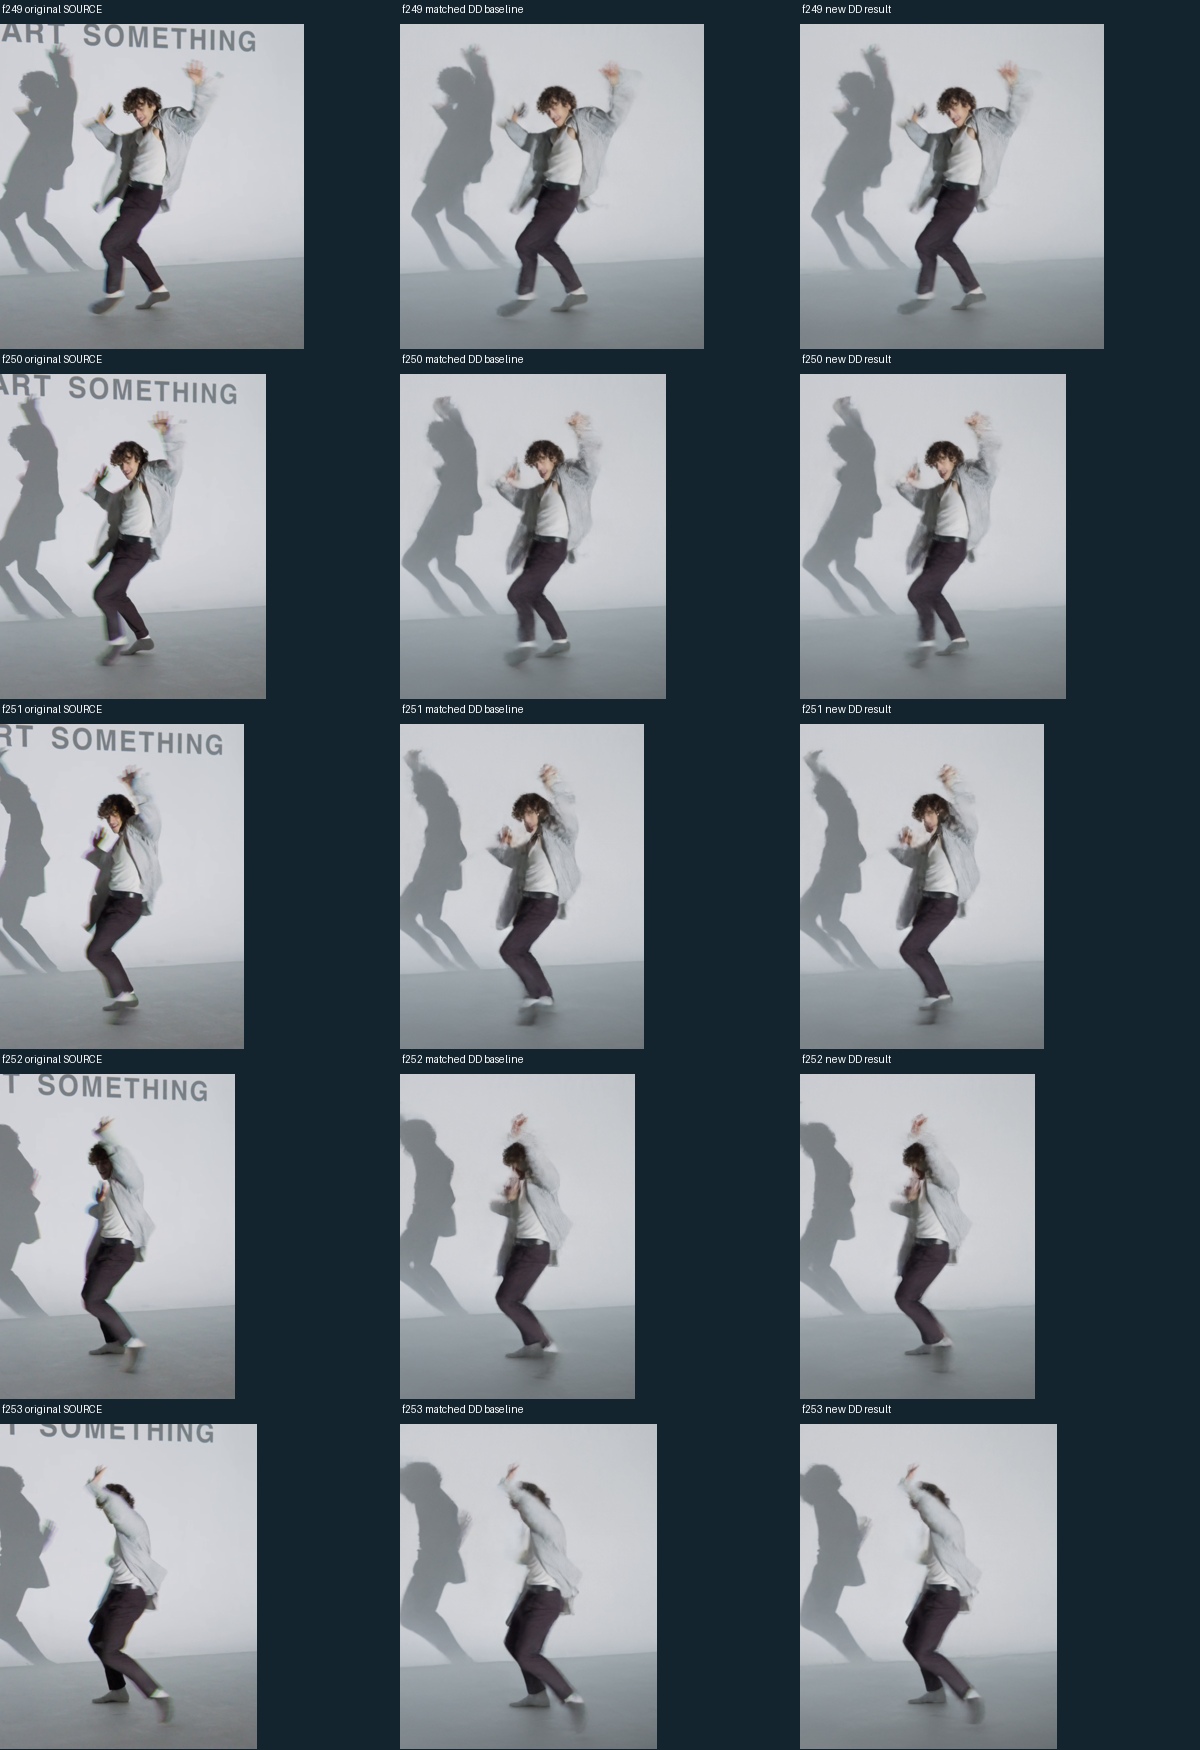 f249 original SOURCE f249 matched DD baseline f249 new DD result
ART SOMETHING
f250 original SOURCE f250 matched DD baseline f250 new DD result
ART SOMETHING
f251 original SOURCE f251 matched DD baseline f251 new DD result
RT SOMETHING
f252 original SOURCE f252 matched DD baseline f252 new DD result
T SOMETHING
f253 original SOURCE f253 matched DD baseline f253 new DD result
T SOMETHING